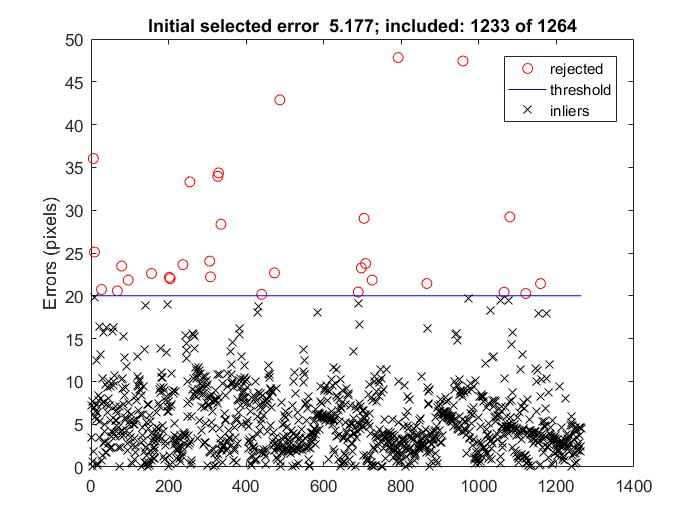 Initial selected error  5.177; included: 1233 of 1264
50
45
40
35
30
25
20
15
10
5
0
Errors (pixels)
rejected
threshold
inliers
0 200 400 600 800 1000 1200 1400